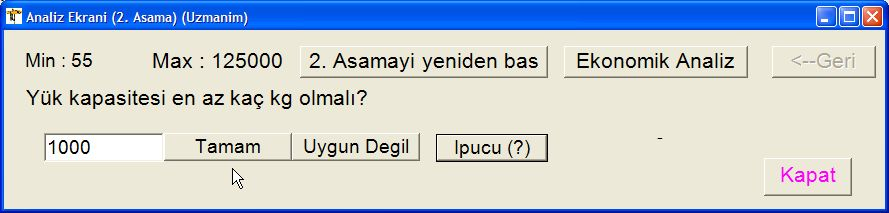 Analiz Ekrani (2. Asama) (Uzmanim)
Min : 55 Max : 125000 2. Asamayi yeniden bas Ekonomik Analiz <--Geri
Yük kapasitesi en az kaç kg olmalı?
1000 Tamam Uygun Degil Ipucu (?) -
Kapat